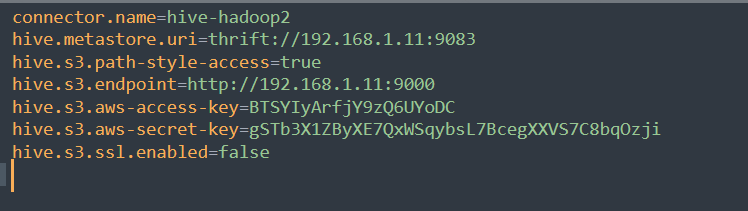 connector.name=hive-hadoop2
hive.metastore.uri=thrift://192.168.1.11:9083
hive.s3.path-style-access=true
hive.s3.endpoint=http://192.168.1.11:9000
hive.s3.aws-access-key=BTSYIyArfjY9zQ6UYoDC
hive.s3.aws-secret-key=gSTb3X1ZByXE7QxWSqybsL7BcegXXVS7C8bqOzji
hive.s3.ssl.enabled=false